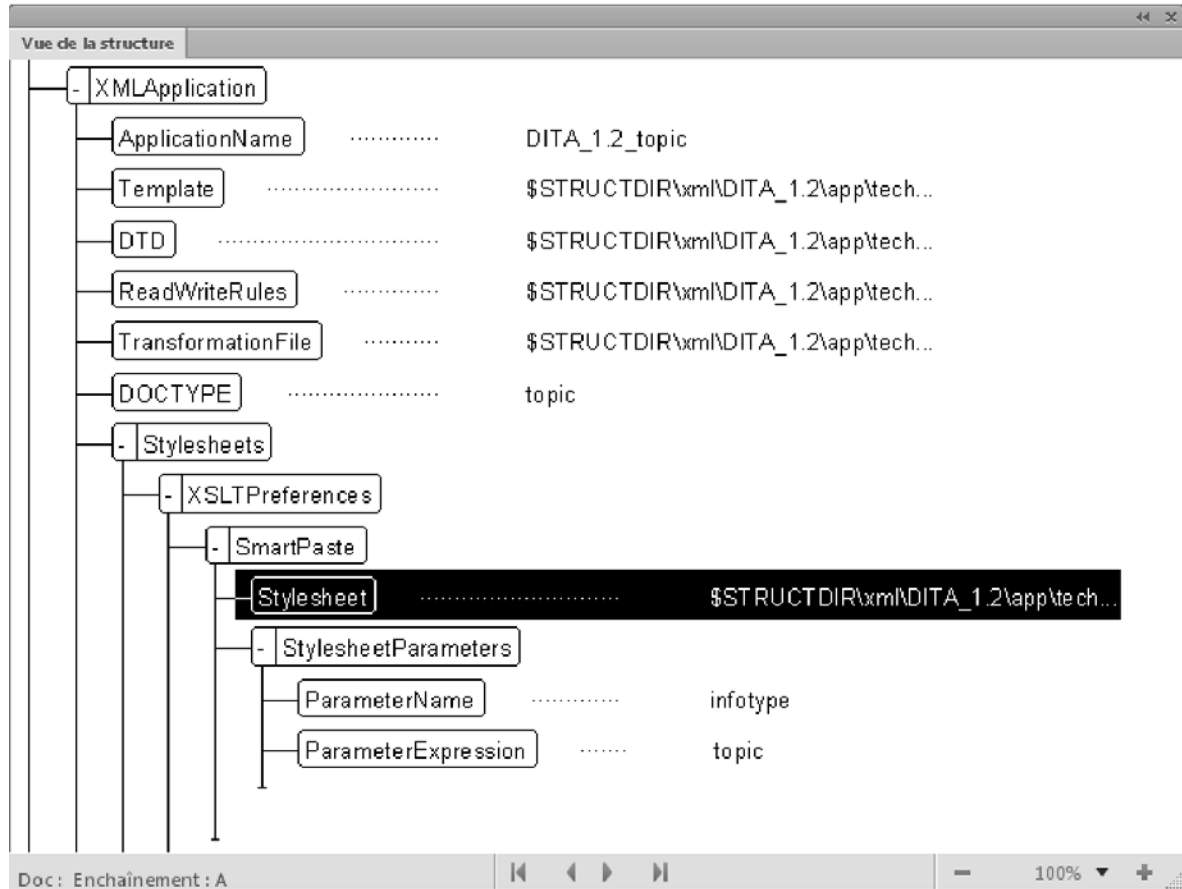 Vue de la structure
- XMLApplication
ApplicationName ............. DITA_1.2_topic
Template ........................ $STRUCTDIR\xml\DITA_1.2\app\tech...
DTD ............................... $STRUCTDIR\xml\DITA_1.2\app\tech...
ReadWriteRules ............. $STRUCTDIR\xml\DITA_1.2\app\tech...
TransformationFile ........... $STRUCTDIR\xml\DITA_1.2\app\tech...
DOCTYPE ..................... topic
- Stylesheets
- XSLTPreferences
- SmartPaste
Stylesheet ............................ $STRUCTDIR\xml\DITA_1.2\app\tech...
- StylesheetParameters
ParameterName ............. infotype
ParameterExpression ....... topic
Doc : Enchaînement : A 100%